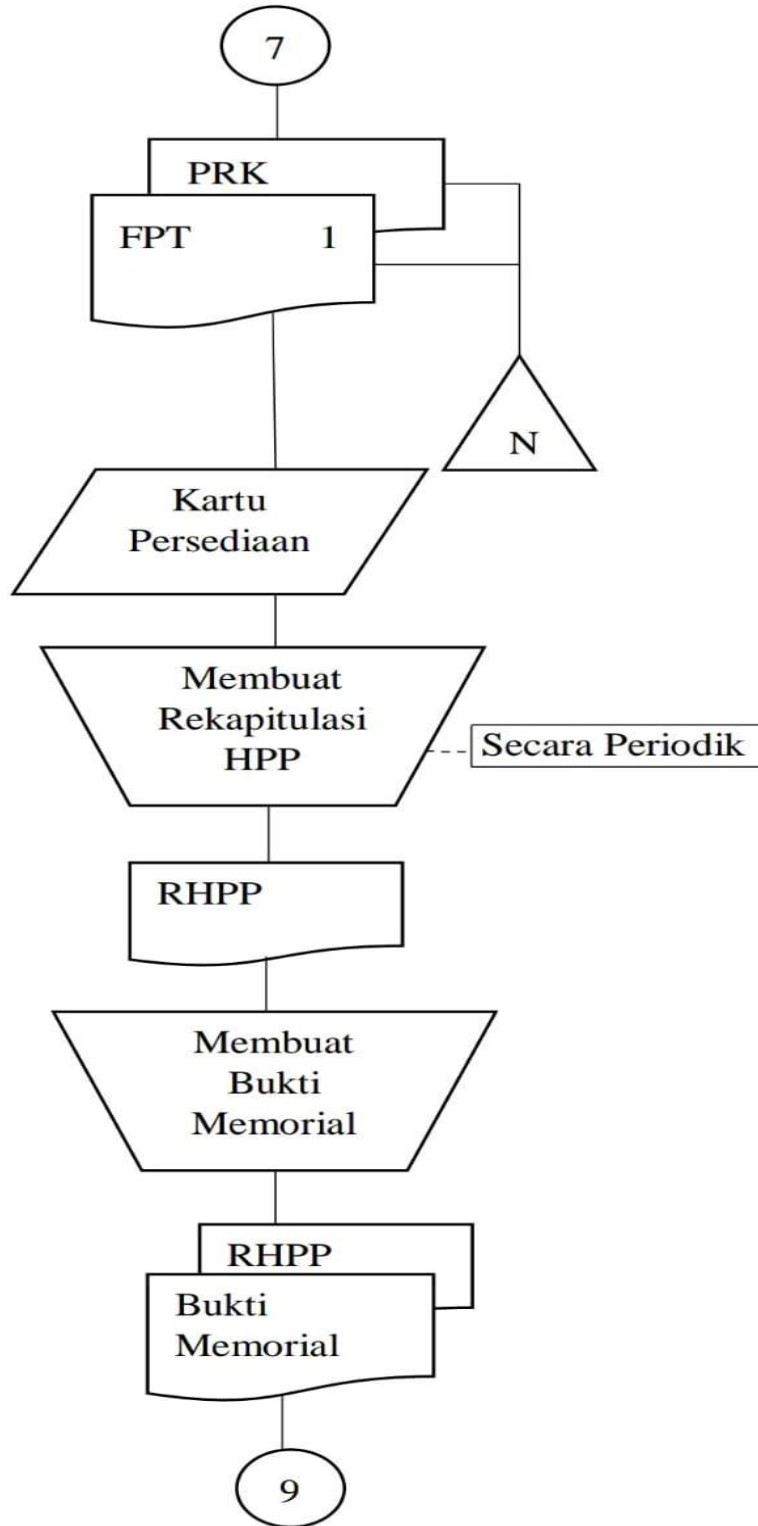 7
PRK
FPT 1
N
Kartu
Persediaan
Membuat
Rekapitulasi
HPP
Secara Periodik
RHPP
Membuat
Bukti
Memorial
RHPP
Bukti
Memorial
9